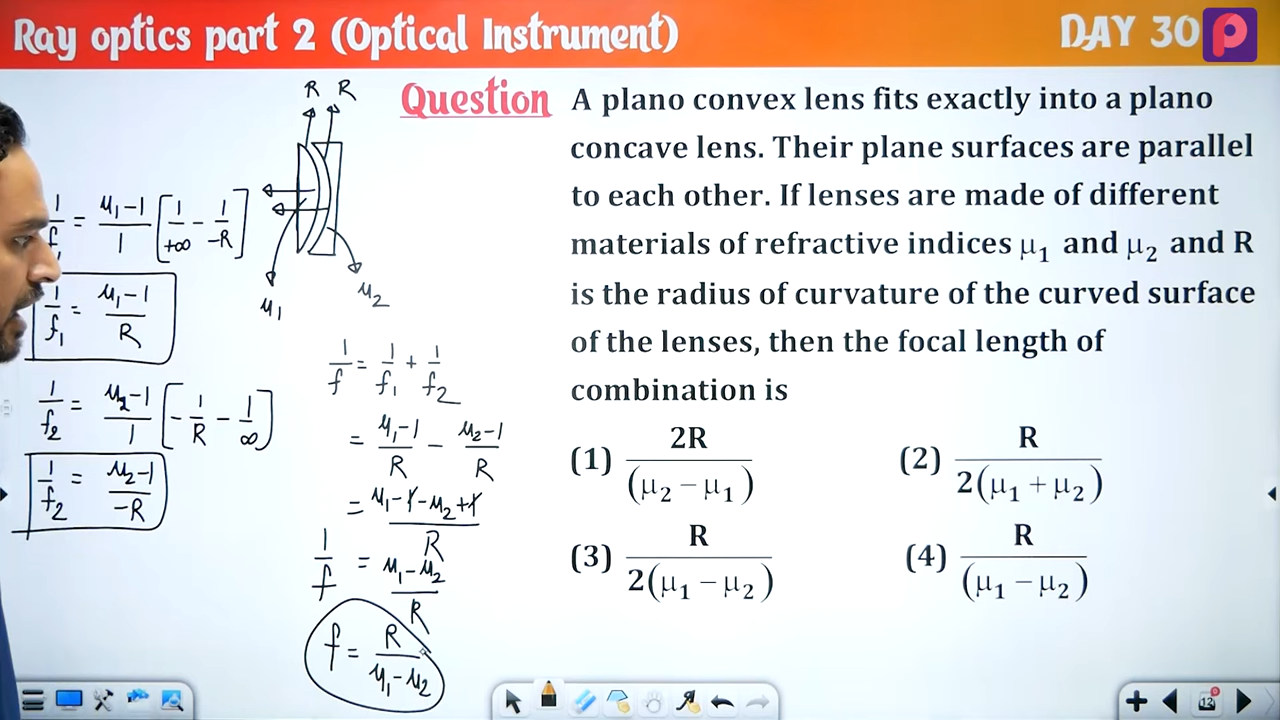 Ray optics part 2 (Optical Instrument)
DAY 30
Question
A plano convex lens fits exactly into a plano
concave lens. Their plane surfaces are parallel
to each other. If lenses are made of different
materials of refractive indices μ₁ and μ₂ and R
is the radius of curvature of the curved surface
of the lenses, then the focal length of
combination is
(1) 2R/(μ₂ − μ₁)
(2) R/2(μ₁ + μ₂)
(3) R/2(μ₁ − μ₂)
(4) R/(μ₁ − μ₂)
R R
μ₁
μ₂
1/f₁ = μ₁-1/1 [1/+∞ - 1/-R]
1/f₁ = μ₁-1/R
1/f₂ = μ₂-1/1 [-1/R - 1/∞]
1/f₂ = μ₂-1/-R
1/f = 1/f₁ + 1/f₂
= μ₁-1/R - μ₂-1/R
= μ₁-1-μ₂+1/R
1/f = μ₁-μ₂/R
f = R/μ₁-μ₂
12